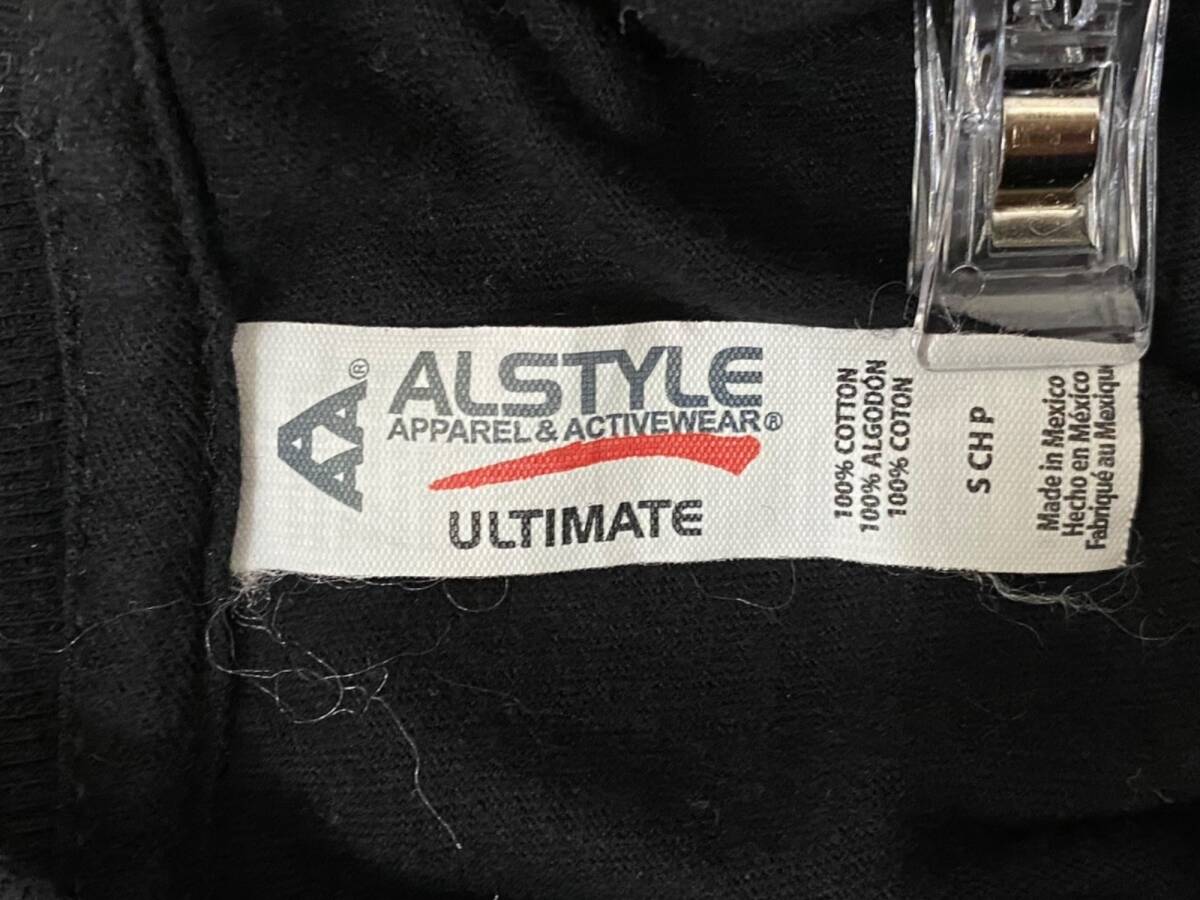 AA®
ALSTYLE
APPAREL & ACTIVEWEAR®
ULTIMATE
100% COTTON
100% ALGODÓN
100% COTON
S CH P
Made in Mexico
Hecho en México
Fabriqué au Mexique